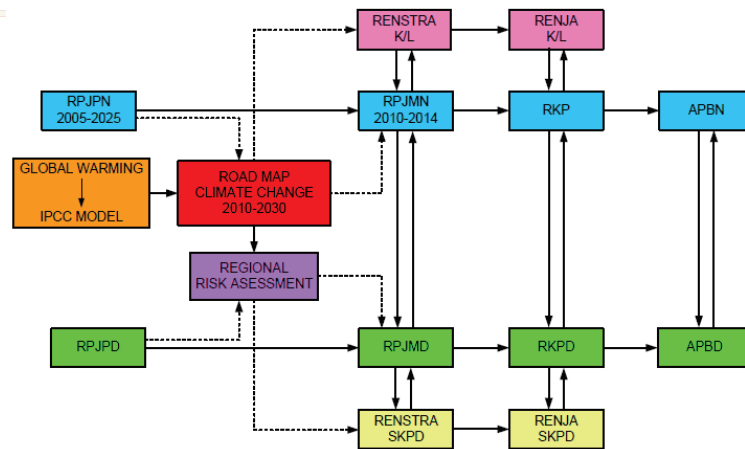 RENSTRA
K/L
RENJA
K/L
RPJPN
2005-2025
RPJMN
2010-2014
RKP
APBN
GLOBAL WARMING
IPCC MODEL
ROAD MAP
CLIMATE CHANGE
2010-2030
REGIONAL
RISK ASESSMENT
RPJPD
RPJMD
RKPD
APBD
RENSTRA
SKPD
RENJA
SKPD